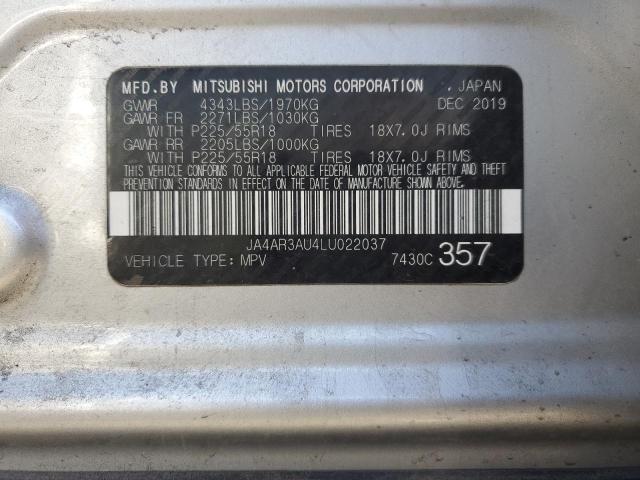 MFD.BY MITSUBISHI MOTORS CORPORATION , JAPAN
GVWR 4343LBS/1970KG DEC 2019
GAWR FR 2271LBS/1030KG
WITH P225/55R18 TIRES 18X7.0J RIMS
GAWR RR 2205LBS/1000KG
WITH P225/55R18 TIRES 18X7.0J RIMS
THIS VEHICLE CONFORMS TO ALL APPLICABLE FEDERAL MOTOR VEHICLE SAFETY AND THEFT
PREVENTION STANDARDS IN EFFECT ON THE DATE OF MANUFACTURE SHOWN ABOVE.
JA4AR3AU4LU022037
VEHICLE TYPE: MPV 7430C 357